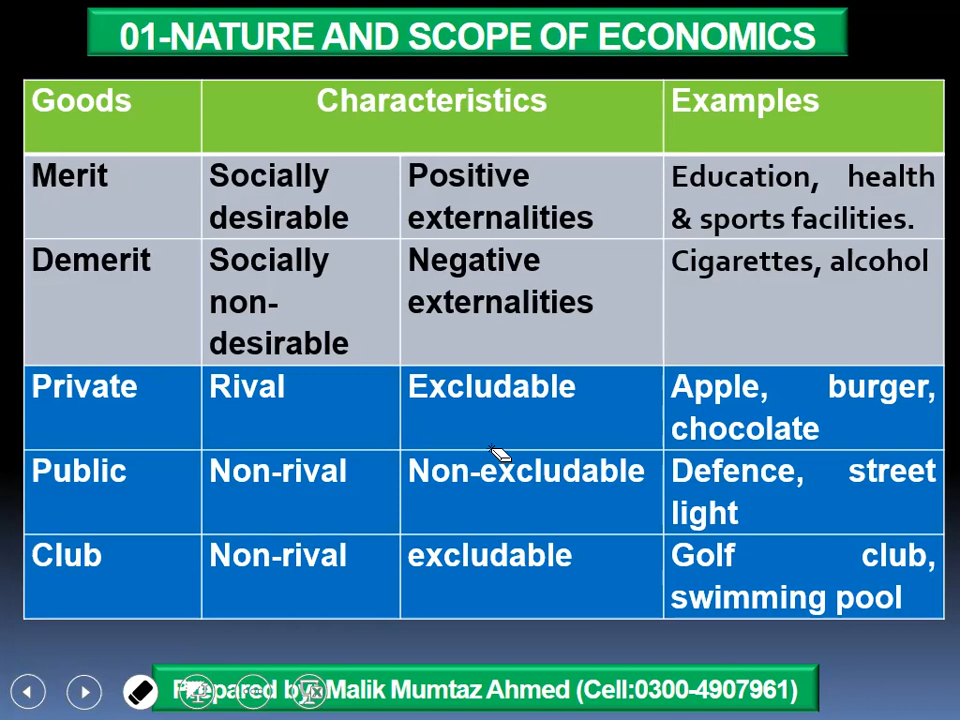 01-NATURE AND SCOPE OF ECONOMICS
Goods Characteristics Examples
Merit Socially desirable Positive externalities Education, health & sports facilities.
Demerit Socially non-desirable Negative externalities Cigarettes, alcohol
Private Rival Excludable Apple, burger, chocolate
Public Non-rival Non-excludable Defence, street light
Club Non-rival excludable Golf club, swimming pool
Prepared by: Malik Mumtaz Ahmed (Cell:0300-4907961)